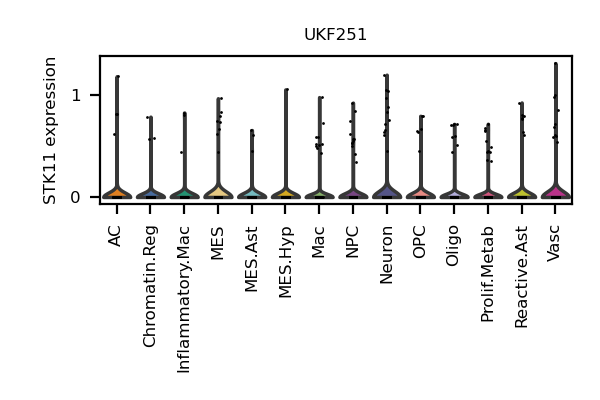 UKF251
STK11 expression
1
0
AC
Chromatin.Reg
Inflammatory.Mac
MES
MES.Ast
MES.Hyp
Mac
NPC
Neuron
OPC
Oligo
Prolif.Metab
Reactive.Ast
Vasc